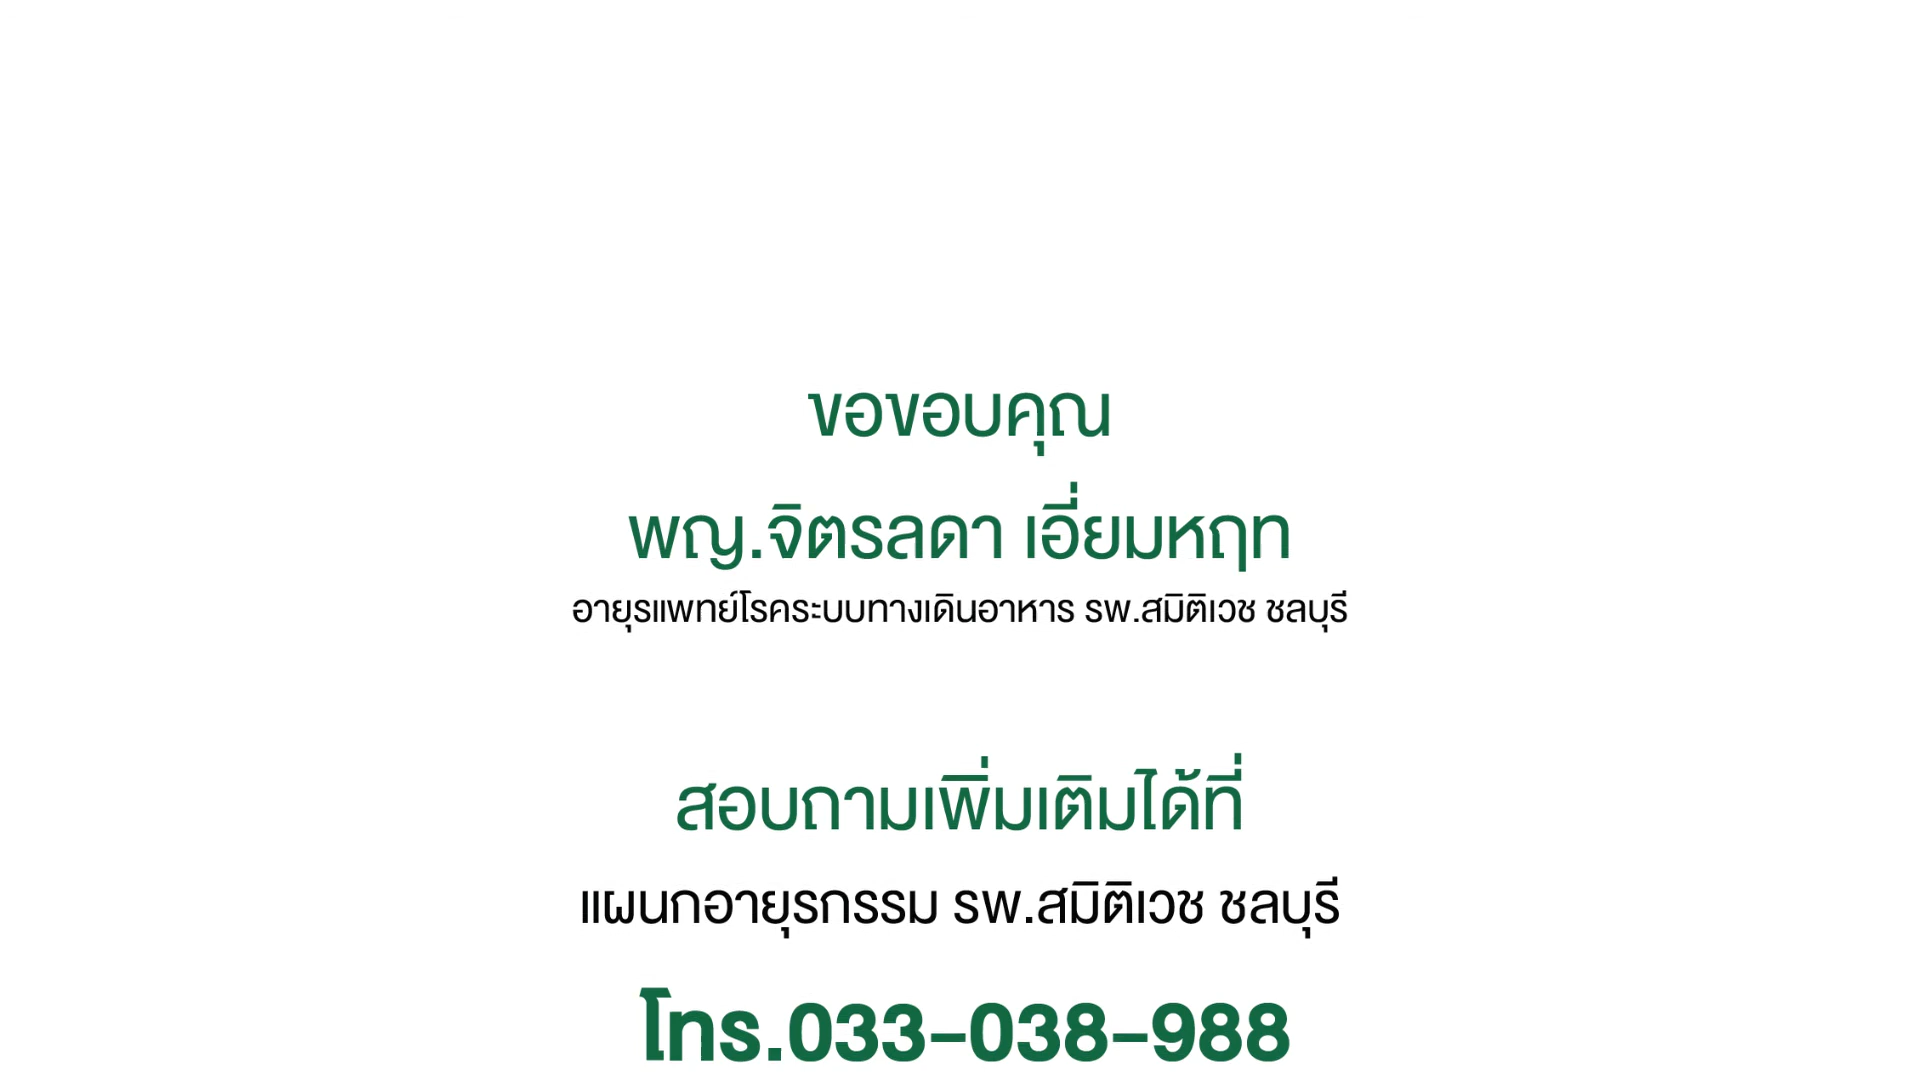 ขอขอบคุณ
พญ.จิตรลดา เอี่ยมหฤท
อายุรแพทย์โรคระบบทางเดินอาหาร รพ.สมิติเวช ชลบุรี
สอบถามเพิ่มเติมได้ที่
แผนกอายุรกรรม รพ.สมิติเวช ชลบุรี
โทร.033-038-988